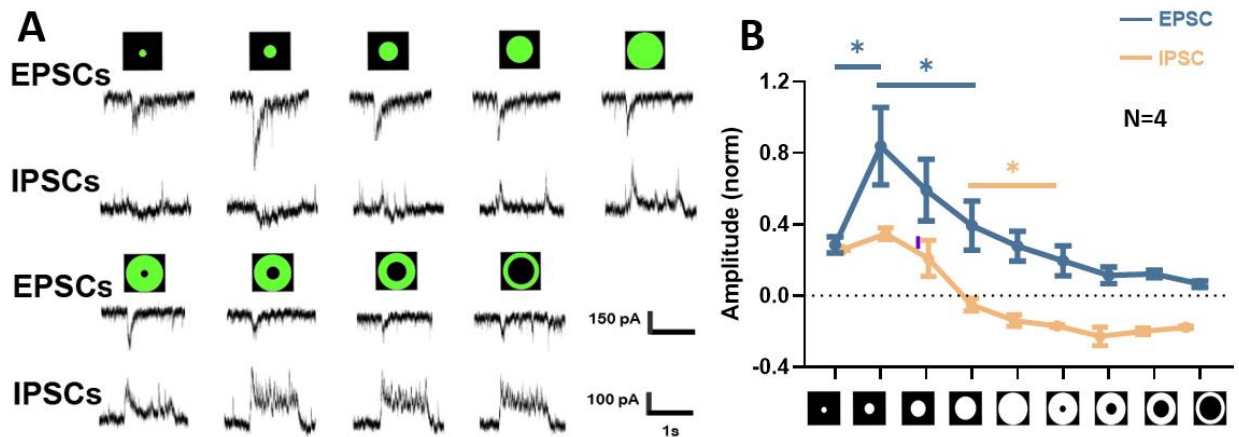 A
EPSCs
IPSCs
EPSCs
150 pA
IPSCs
100 pA
1s
B
EPSC
IPSC
*
*
*
N=4
Amplitude (norm)
1.2
0.8
0.4
0.0
-0.4